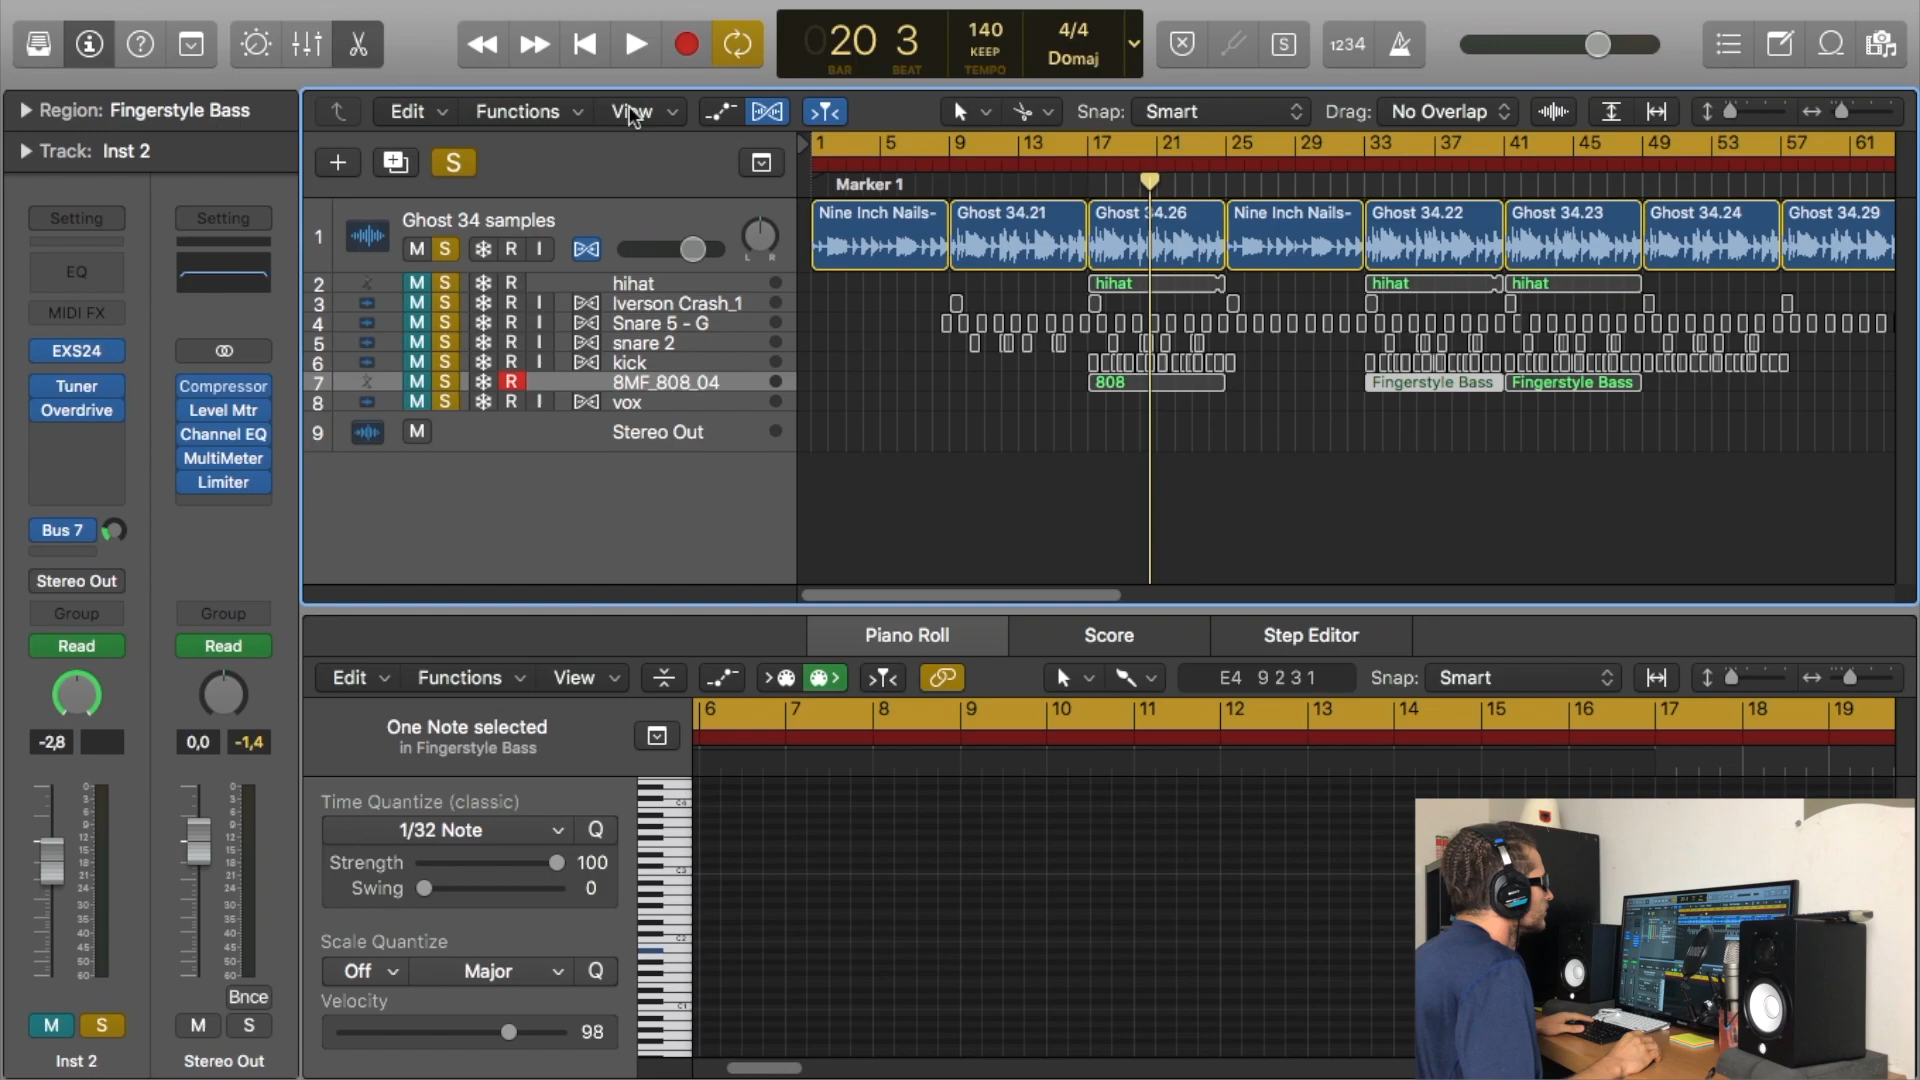 020 3
BAR
BEAT
140
KEEP
TEMPO
4/4
Domaj
S
1234
Region: Fingerstyle Bass
Track: Inst 2
Edit
Functions
View
Snap:
Smart
Drag:
No Overlap
S
1 5 9 13 17 21 25 29 33 37 41 45 49 53 57 61
Marker 1
1
Ghost 34 samples
M S R I
L R
Nine Inch Nails-
Ghost 34.21
Ghost 34.26
Nine Inch Nails-
Ghost 34.22
Ghost 34.23
Ghost 34.24
Ghost 34.29
2 M S R hihat
hihat
hihat
hihat
3 M S R I Iverson Crash_1
4 M S R I Snare 5 - G
5 M S R I snare 2
6 M S R I kick
7 M S R 8MF_808_04
808
Fingerstyle Bass
Fingerstyle Bass
8 M S R I vox
9 M Stereo Out
Setting
EQ
MIDI FX
EXS24
Tuner
Overdrive
Bus 7
Stereo Out
Group
Read
-2,8
M S
Inst 2
Setting
Compressor
Level Mtr
Channel EQ
MultiMeter
Limiter
Group
Read
0,0
-1,4
Bnce
M S
Stereo Out
Piano Roll
Score
Step Editor
Edit
Functions
View
E4 9 2 3 1
Snap:
Smart
6 7 8 9 10 11 12 13 14 15 16 17 18 19
One Note selected
in Fingerstyle Bass
Time Quantize (classic)
1/32 Note
Q
Strength
100
Swing
0
Scale Quantize
Off
Major
Q
Velocity
98
C4
C3
C2
C1